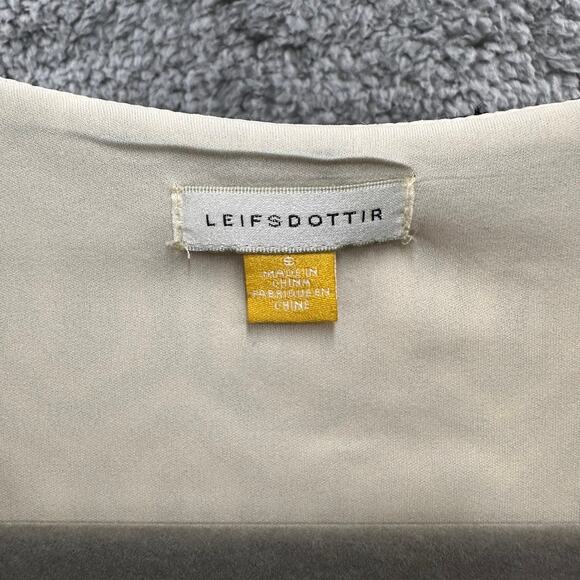 LEIFSDOTTIR
S
MADE IN
CHINA
FABRIQUE EN
CHINE